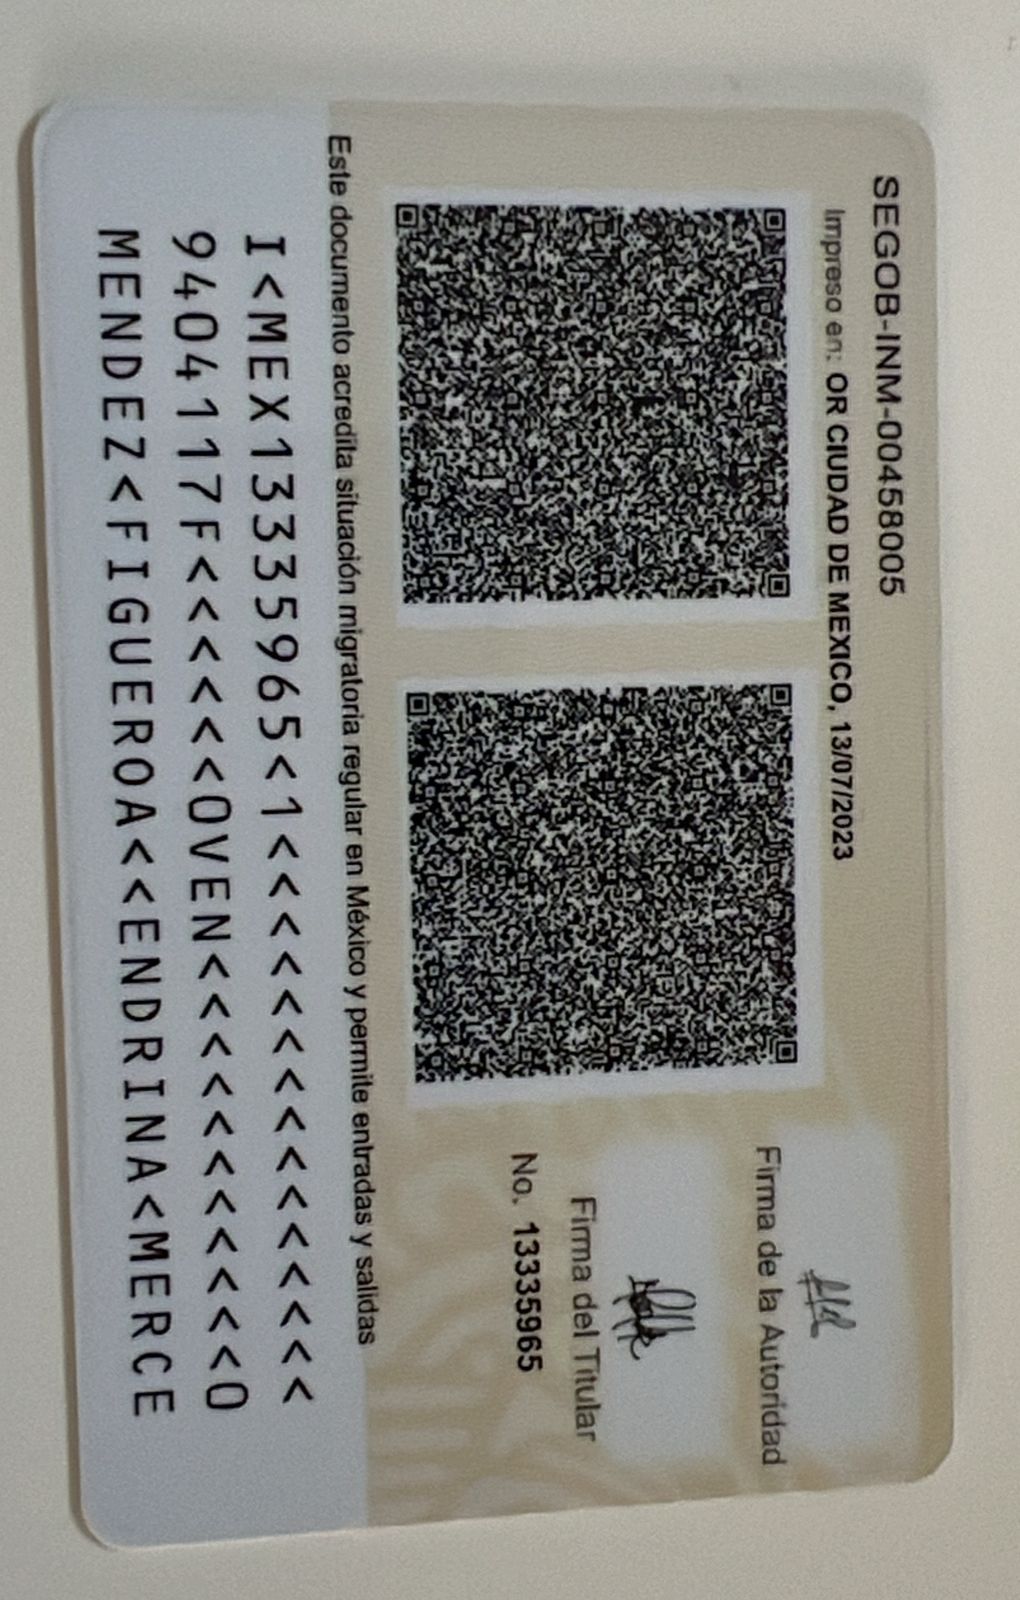 SEGOB-INM-00458005
Impreso en: OR CIUDAD DE MEXICO, 13/07/2023
Firma de la Autoridad
Firma del Titular
No. 13335965
Este documento acredita situación migratoria regular en México y permite entradas y salidas
I<MEX13335965<1<<<<<<<<<<<<<<<
9404117F<<<<<<OVEN<<<<<<<<<<<0
MENDEZ<FIGUEROA<<ENDRINA<MERCE